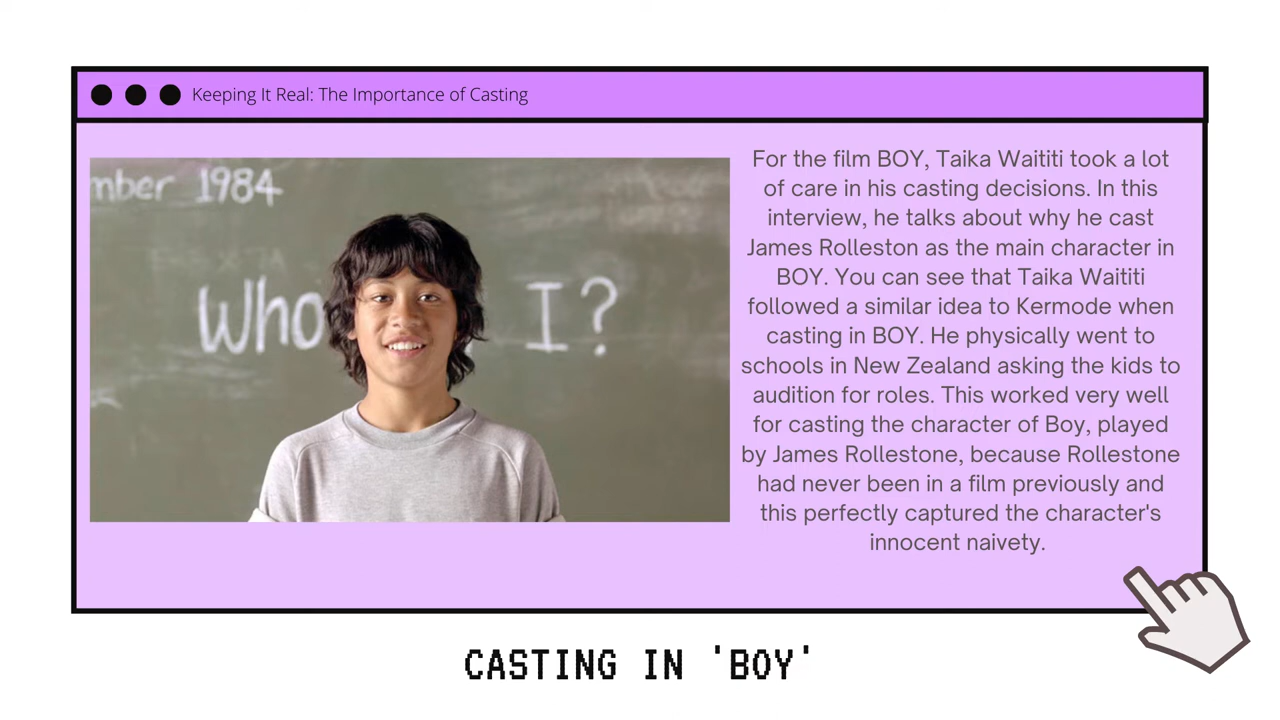 Keeping It Real: The Importance of Casting
mber 1984
Who I?
For the film BOY, Taika Waititi took a lot
of care in his casting decisions. In this
interview, he talks about why he cast
James Rolleston as the main character in
BOY. You can see that Taika Waititi
followed a similar idea to Kermode when
casting in BOY. He physically went to
schools in New Zealand asking the kids to
audition for roles. This worked very well
for casting the character of Boy, played
by James Rollestone, because Rollestone
had never been in a film previously and
this perfectly captured the character's
innocent naivety.
CASTING IN 'BOY'